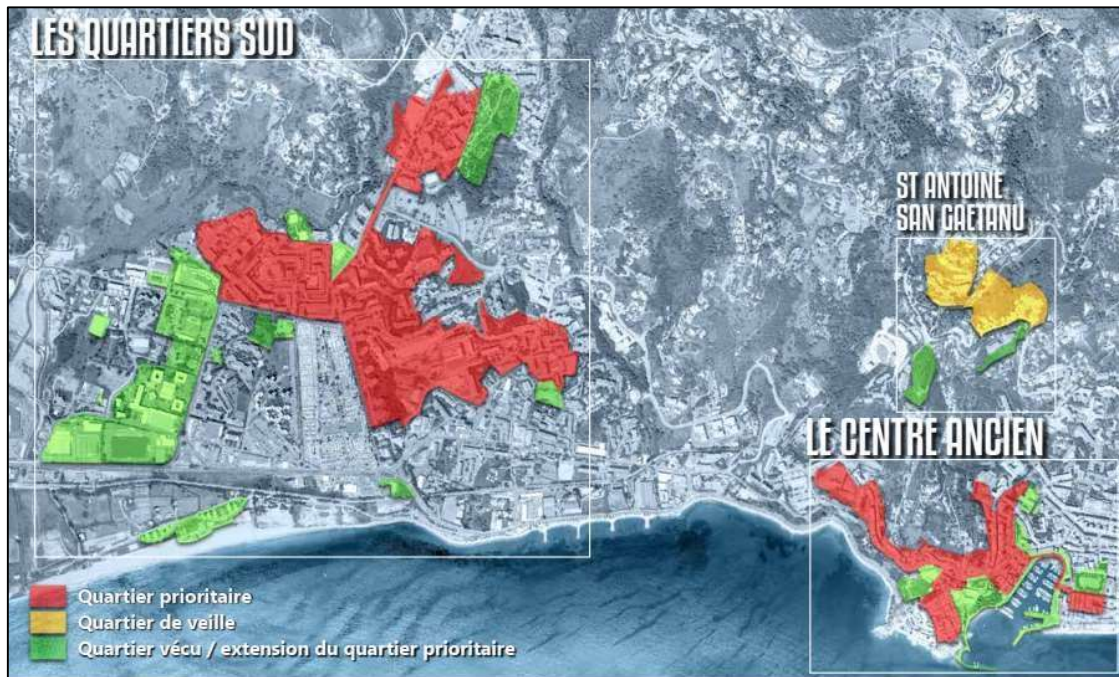 LES QUARTIERS SUD
ST ANTOINE
SAN GAETANU
LE CENTRE ANCIEN
Quartier prioritaire
Quartier de veille
Quartier vécu / extension du quartier prioritaire